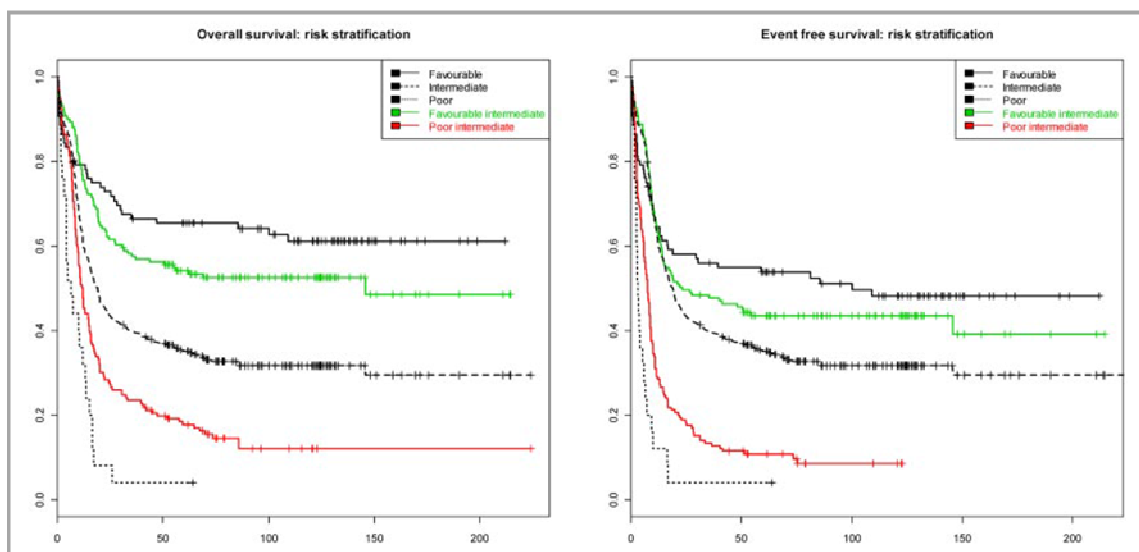 Overall survival: risk stratification
Favourable
Intermediate
Poor
Favourable intermediate
Poor intermediate
1.0
0.8
0.6
0.4
0.2
0.0
0 50 100 150 200
Event free survival: risk stratification
Favourable
Intermediate
Poor
Favourable intermediate
Poor intermediate
1.0
0.8
0.6
0.4
0.2
0.0
0 50 100 150 200